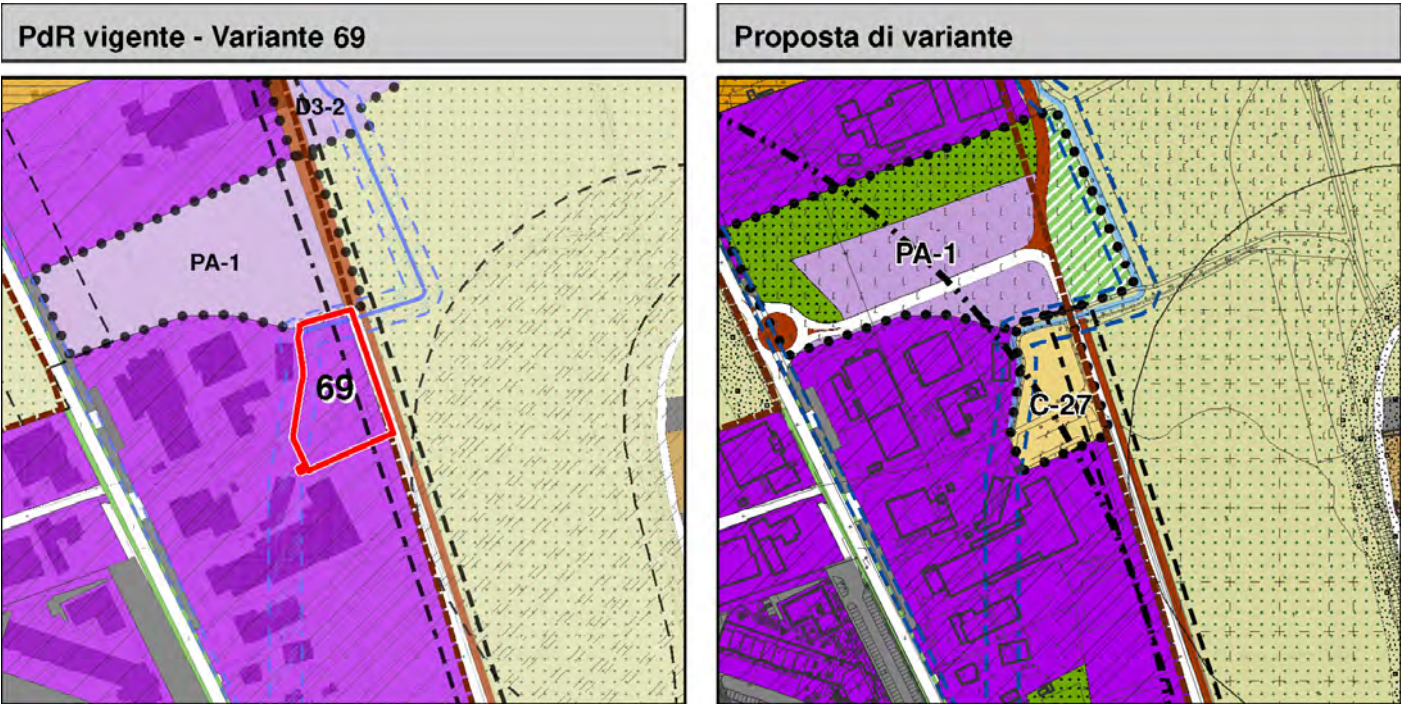 PdR vigente - Variante 69
Proposta di variante
D3-2
PA-1
69
PA-1
C-27